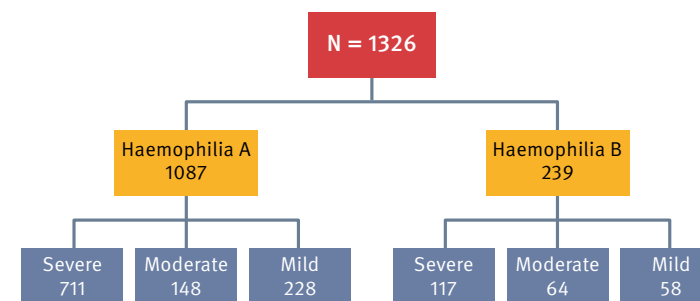 N = 1326
Haemophilia A
1087
Haemophilia B
239
Severe
711
Moderate
148
Mild
228
Severe
117
Moderate
64
Mild
58